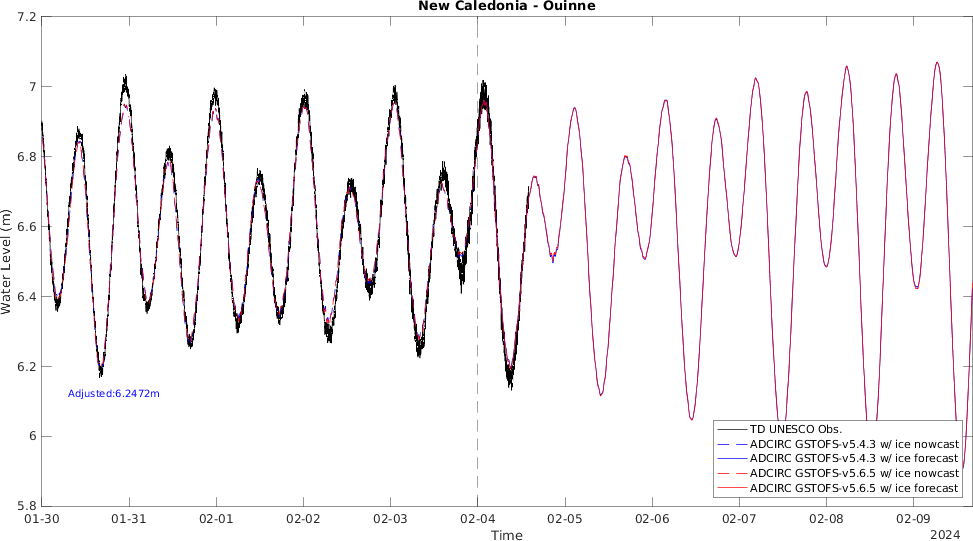 New Caledonia - Ouinne
7.2
7
6.8
6.6
6.4
6.2
6
5.8
Water Level (m)
Adjusted:6.2472m
TD UNESCO Obs.
ADCIRC GSTOFS-v5.4.3 w/ ice nowcast
ADCIRC GSTOFS-v5.4.3 w/ ice forecast
ADCIRC GSTOFS-v5.6.5 w/ ice nowcast
ADCIRC GSTOFS-v5.6.5 w/ ice forecast
01-30 01-31 02-01 02-02 02-03 02-04 02-05 02-06 02-07 02-08 02-09
Time
2024